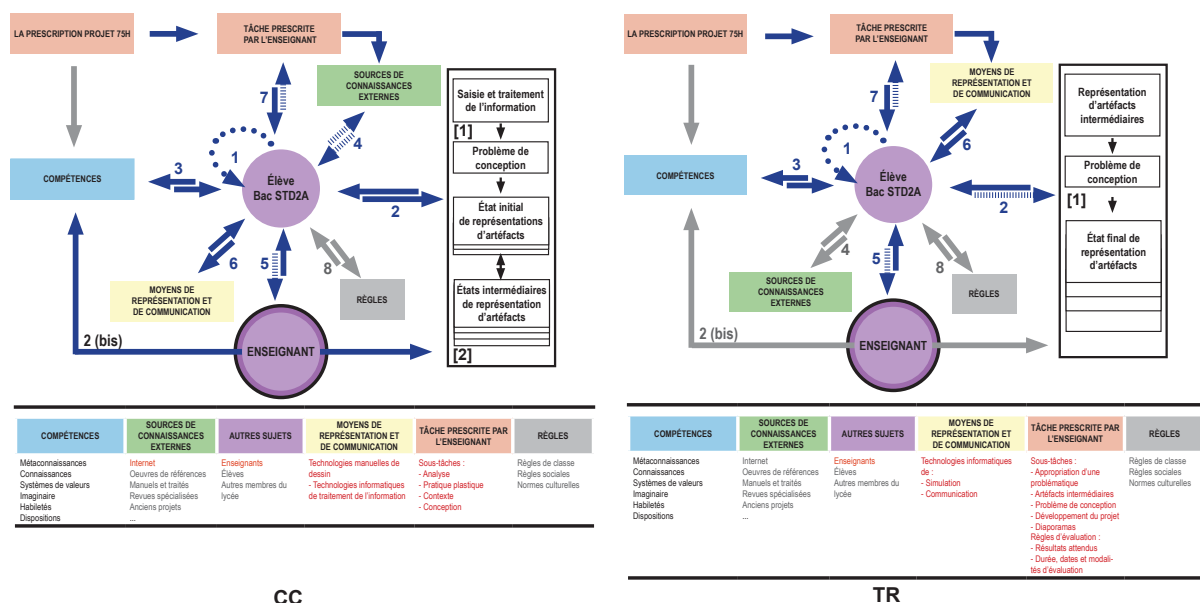 LA PRESCRIPTION PROJET 75H
TÂCHE PRESCRITE
PAR L'ENSEIGNANT
SOURCES DE
CONNAISSANCES
EXTERNES
7
4
1
3
COMPÉTENCES
Élève
Bac STD2A
2
6
5
8
MOYENS DE
REPRÉSENTATION ET
DE COMMUNICATION
RÈGLES
2 (bis)
ENSEIGNANT
Saisie et traitement
de l'information
[1]
Problème de
conception
État initial
de représentations
d'artéfacts
États intermédiaires
de représentation
d'artéfacts
[2]
COMPÉTENCES
Métaconnaissances
Connaissances
Systèmes de valeurs
Imaginaire
Habiletés
Dispositions
SOURCES DE
CONNAISSANCES
EXTERNES
Internet
Oeuvres de références
Manuels et traités
Revues spécialisées
Anciens projets
...
AUTRES SUJETS
Enseignants
Élèves
Autres membres du
lycée
MOYENS DE
REPRÉSENTATION ET
DE COMMUNICATION
Technologies manuelles de
dessin
- Technologies informatiques
de traitement de l'information
TÂCHE PRESCRITE PAR
L'ENSEIGNANT
Sous-tâches :
- Analyse
- Pratique plastique
- Contexte
- Conception
RÈGLES
Règles de classe
Règles sociales
Normes culturelles
CC
LA PRESCRIPTION PROJET 75H
TÂCHE PRESCRITE
PAR L'ENSEIGNANT
MOYENS DE
REPRÉSENTATION ET
DE COMMUNICATION
7
6
1
3
COMPÉTENCES
Élève
Bac STD2A
2
4
5
8
SOURCES DE
CONNAISSANCES
EXTERNES
RÈGLES
2 (bis)
ENSEIGNANT
Représentation
d'artéfacts
intermédiaires
Problème de
conception
[1]
État final de
représentation
d'artéfacts
COMPÉTENCES
Métaconnaissances
Connaissances
Systèmes de valeurs
Imaginaire
Habiletés
Dispositions
SOURCES DE
CONNAISSANCES
EXTERNES
Internet
Oeuvres de références
Manuels et traités
Revues spécialisées
Anciens projets
...
AUTRES SUJETS
Enseignants
Élèves
Autres membres du
lycée
MOYENS DE
REPRÉSENTATION ET
DE COMMUNICATION
Technologies informatiques
de :
- Simulation
- Communication
TÂCHE PRESCRITE PAR
L'ENSEIGNANT
Sous-tâches :
- Appropriation d'une
problématique
- Artéfacts intermédiaires
- Problème de conception
- Développement du projet
- Diaporamas
Règles d'évaluation :
- Résultats attendus
- Durée, dates et modali-
tés d'évaluation
RÈGLES
Règles de classe
Règles sociales
Normes culturelles
TR